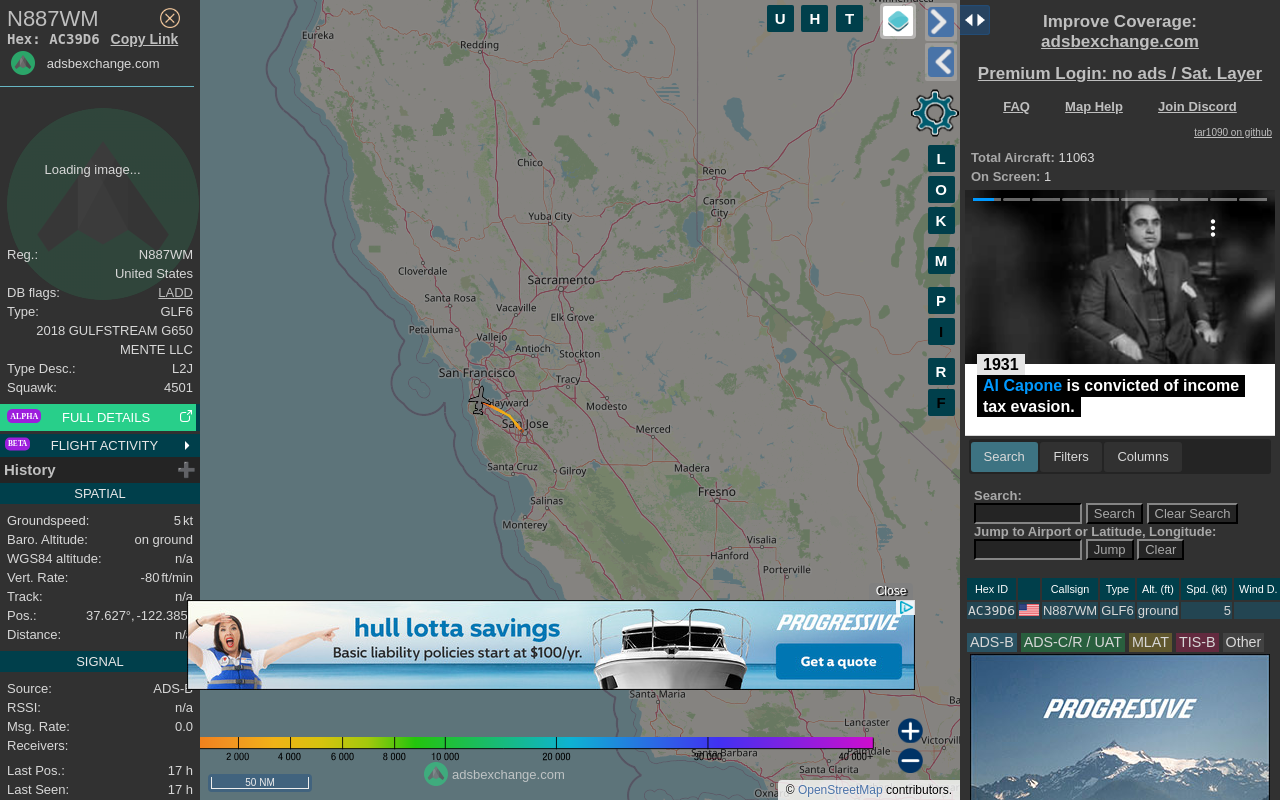 N887WM
Hex: AC39D6 Copy Link
adsbexchange.com
Loading image...
Reg.: N887WM
United States
DB flags: LADD
Type: GLF6
2018 GULFSTREAM G650
MENTE LLC
Type Desc.: L2J
Squawk: 4501
ALPHA FULL DETAILS
BETA FLIGHT ACTIVITY
History
SPATIAL
Groundspeed: 5 kt
Baro. Altitude: on ground
WGS84 altitude: n/a
Vert. Rate: -80 ft/min
Track: n/a
Pos.: 37.627°, -122.385
Distance: n/
SIGNAL
Source: ADS-B
RSSI: n/a
Msg. Rate: 0.0
Receivers:
Last Pos.: 17 h
Last Seen: 17 h
U H T
L
O
K
M
P
I
R
F
Eureka
Redding
Chico
Reno
Carson
City
Yuba City
Cloverdale
Sacramento
Santa Rosa
Vacaville
Elk Grove
Petaluma
Vallejo
Antioch
Stockton
San Francisco
Tracy
Hayward
Modesto
San Jose
Merced
Santa Cruz
Gilroy
Madera
Salinas
Fresno
Monterey
Visalia
Hanford
Porterville
Close
hull lotta savings
Basic liability policies start at $100/yr.
PROGRESSIVE
Get a quote
Santa Maria
Lancaster
Victorvil
Santa Barbara
Palmdale
Santa Clarita
Oxna
2 000 4 000 6 000 8 000 10 000 20 000 30 000 40 000+
adsbexchange.com
50 NM
© OpenStreetMap contributors.
Improve Coverage:
adsbexchange.com
Premium Login: no ads / Sat. Layer
FAQ Map Help Join Discord
tar1090 on github
Total Aircraft: 11063
On Screen: 1
1931
Al Capone is convicted of income
tax evasion.
Search Filters Columns
Search:
Search Clear Search
Jump to Airport or Latitude, Longitude:
Jump Clear
Hex ID Callsign Type Alt. (ft) Spd. (kt) Wind D.
AC39D6 N887WM GLF6 ground 5
ADS-B ADS-C/R / UAT MLAT TIS-B Other
PROGRESSIVE